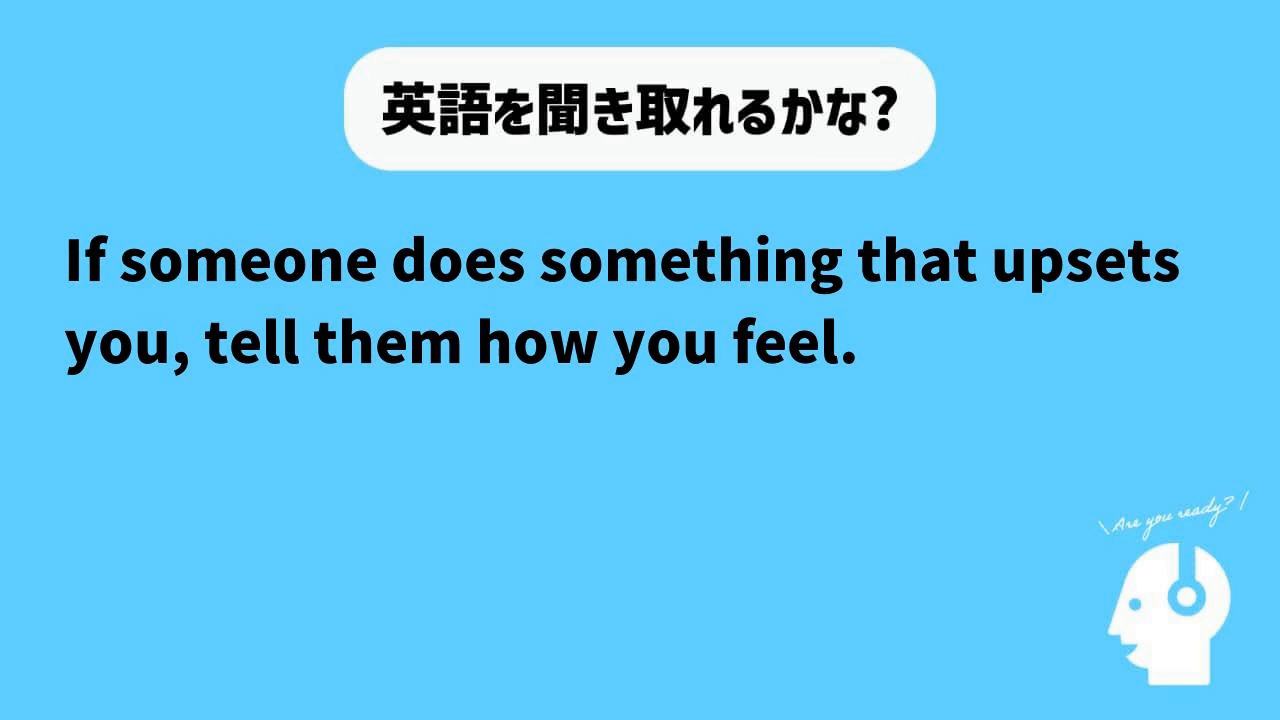 英語を聞き取れるかな?
If someone does something that upsets
you, tell them how you feel.
\ Are you ready? /